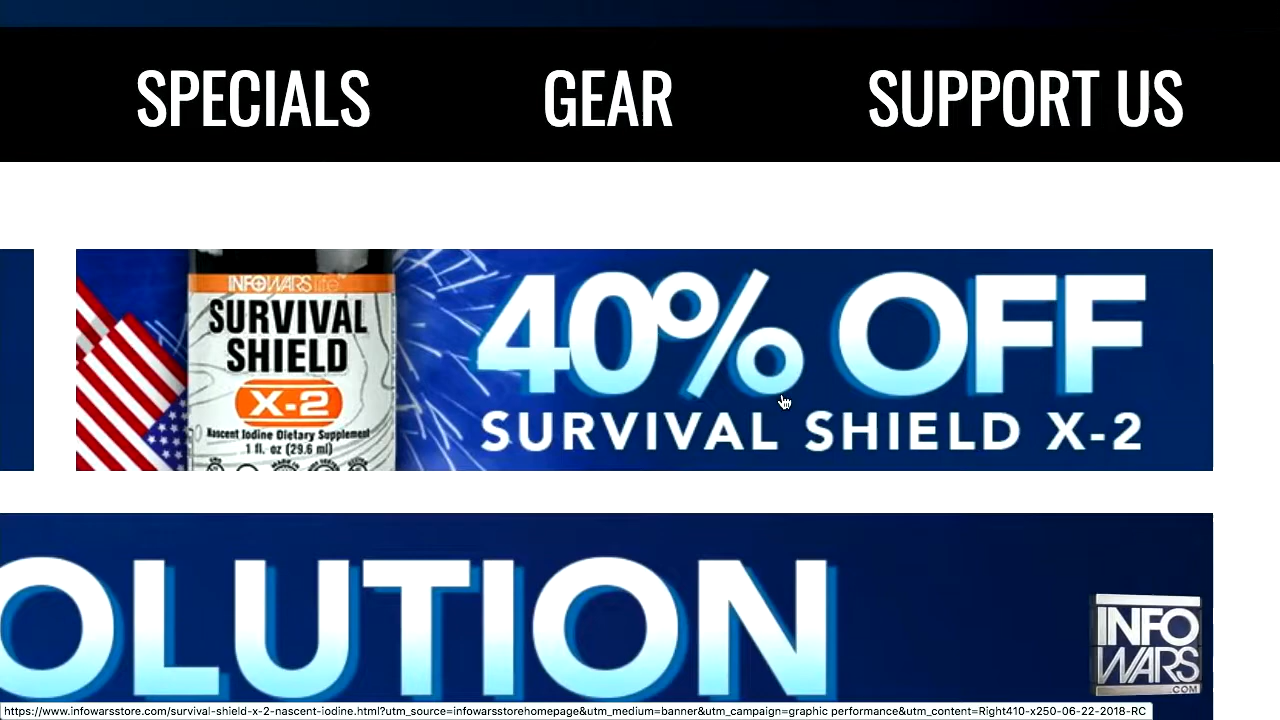 SPECIALS GEAR SUPPORT US
INFOWARS life™
SURVIVAL
SHIELD
X-2
Nascent Iodine Dietary Supplement
1 fl. oz (29.6 ml)
40% OFF
SURVIVAL SHIELD X-2
OLUTION
INFO
WARS
.COM
https://www.infowarsstore.com/survival-shield-x-2-nascent-iodine.html?utm_source=infowarsstorehomepage&utm_medium=banner&utm_campaign=graphic performance&utm_content=Right410-x250-06-22-2018-RC